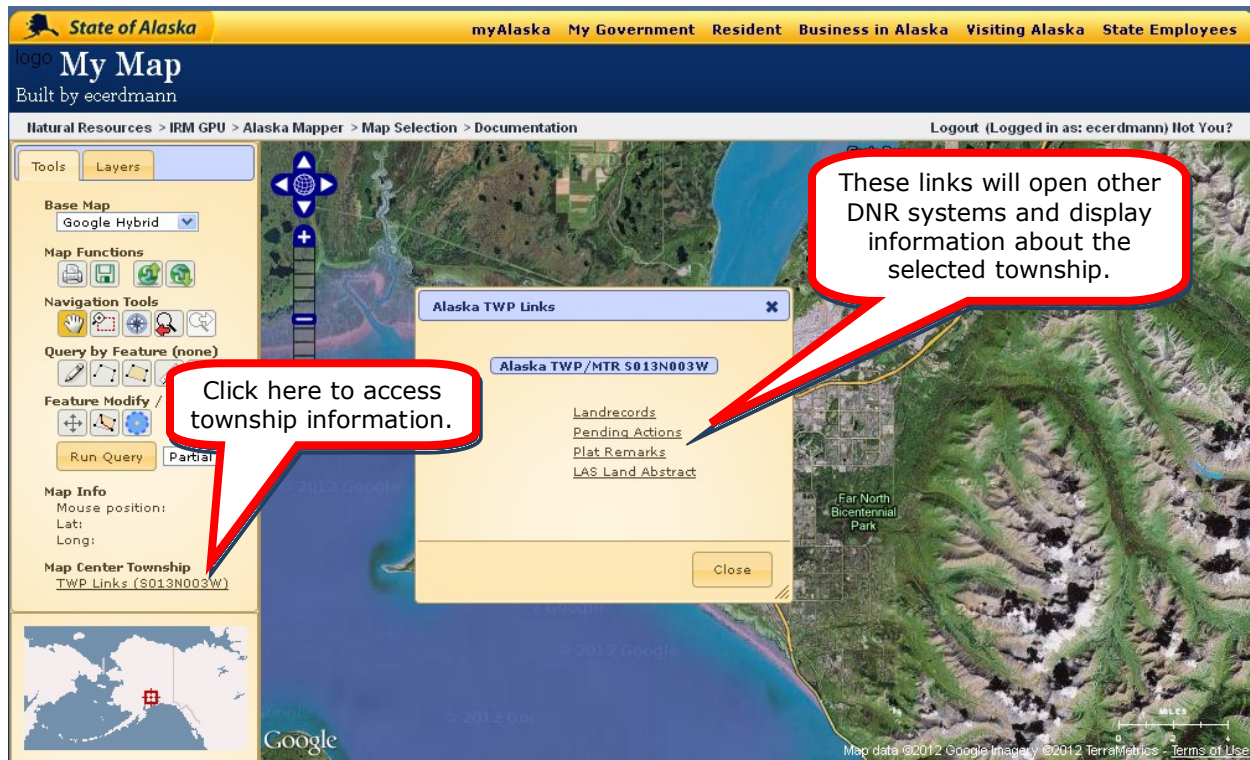 State of Alaska
myAlaska My Government Resident Business in Alaska Visiting Alaska State Employees
logo My Map
Built by ecerdmann
Natural Resources > IRM GPU > Alaska Mapper > Map Selection > Documentation
Logout (Logged in as: ecerdmann) Not You?
Tools
Layers
Base Map
Google Hybrid
Map Functions
Navigation Tools
Query by Feature (none)
Feature Modify /
Run Query
Partial
Map Info
Mouse position:
Lat:
Long:
Map Center Township
TWP Links (S013N003W)
Click here to access
township information.
These links will open other
DNR systems and display
information about the
selected township.
Alaska TWP Links
Alaska TWP/MTR S013N003W
Landrecords
Pending Actions
Plat Remarks
LAS Land Abstract
Close
Far North
Bicentennial
Park
© 2012 Google
© 2012 Google
Google
MILES
0 2 4
Map data ©2012 Google Imagery ©2012 TerraMetrics - Terms of Use